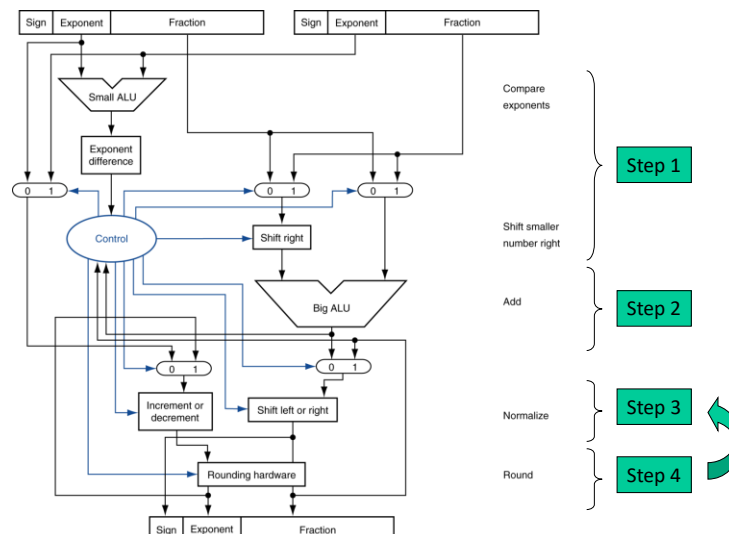 Sign Exponent Fraction Sign Exponent Fraction
Small ALU
Compare
exponents
Exponent
difference
Step 1
0 1 0 1 0 1
Control
Shift right
Shift smaller
number right
Big ALU
Add
Step 2
0 1 0 1
Increment or
decrement
Shift left or right
Normalize
Step 3
Rounding hardware
Round
Step 4
Sign Exponent Fraction